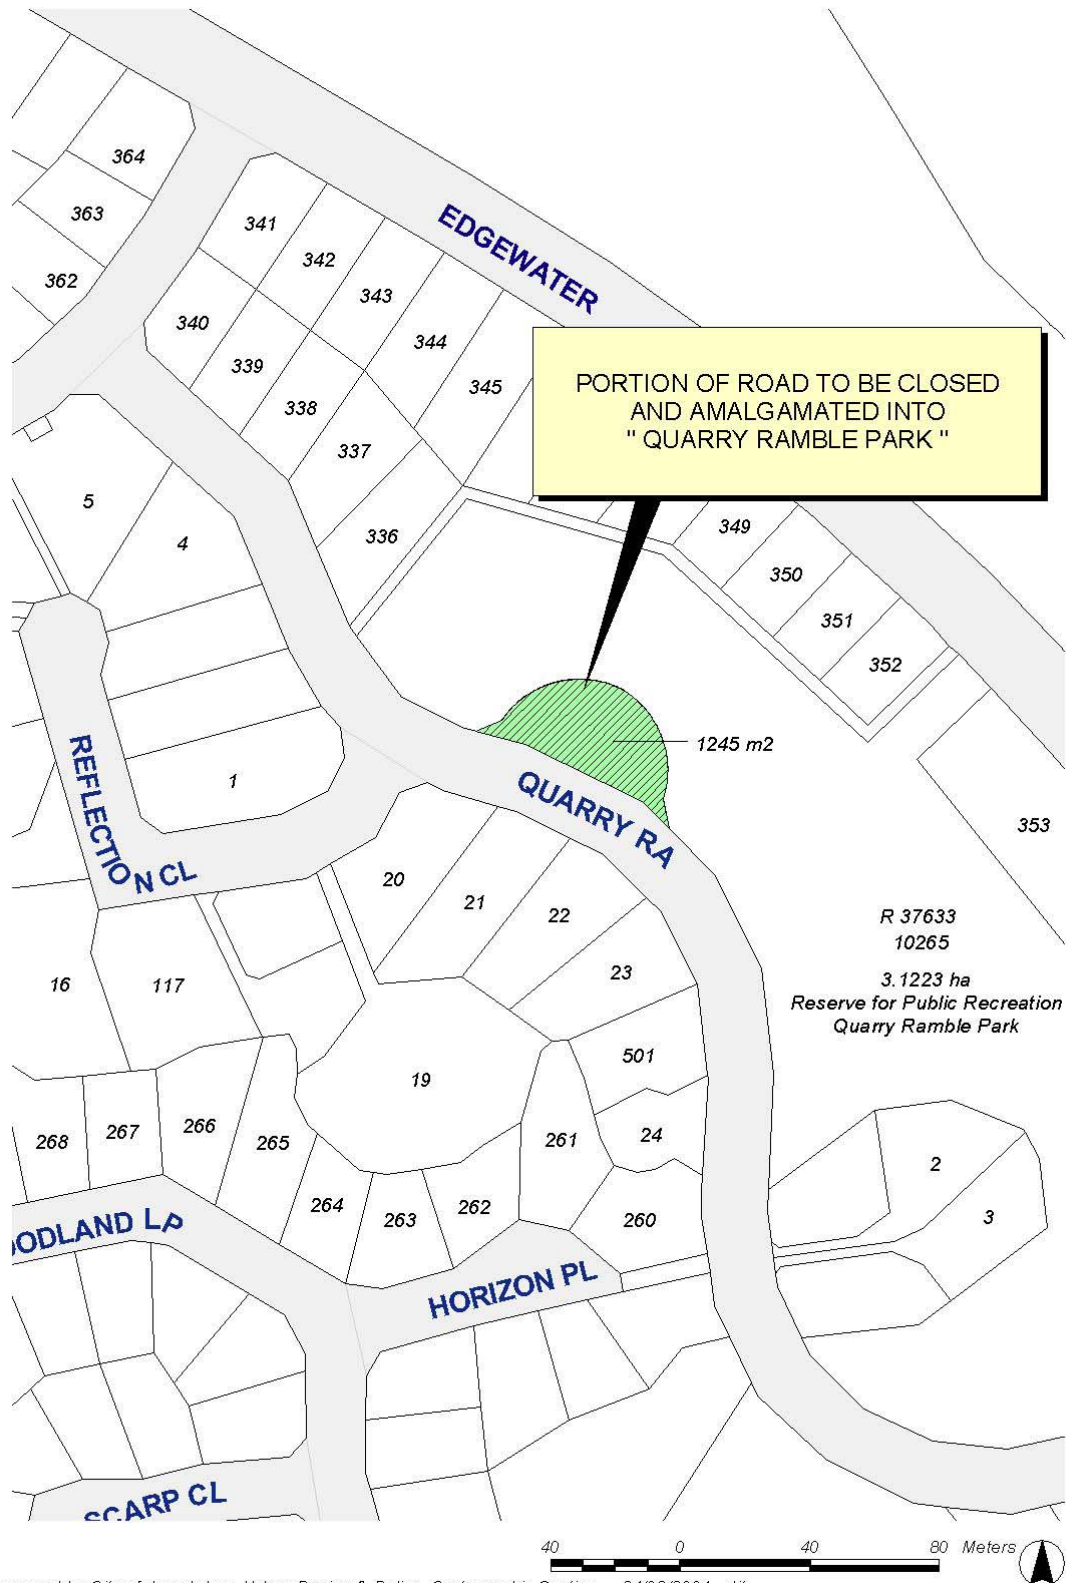 364
363
362
341
342
343
344
345
340
339
338
337
336
EDGEWATER
PORTION OF ROAD TO BE CLOSED
AND AMALGAMATED INTO
" QUARRY RAMBLE PARK "
349
350
351
352
353
5
4
1
1245 m2
QUARRY RA
REFLECTION CL
20
21
22
23
R 37633
10265
3.1223 ha
Reserve for Public Recreation
Quarry Ramble Park
16
117
19
501
24
2
3
268
267
266
265
264
263
262
261
260
ODLAND LP
HORIZON PL
SCARP CL
40 0 40 80 Meters